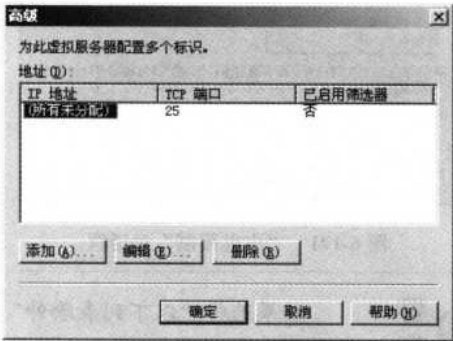 高级
为此虚拟服务器配置多个标识。
地址(D):
IP 地址 TCP 端口 已启用筛选器
(所有未分配) 25 否
添加(A)... 编辑(E)... 删除(R)
确定 取消 帮助(H)